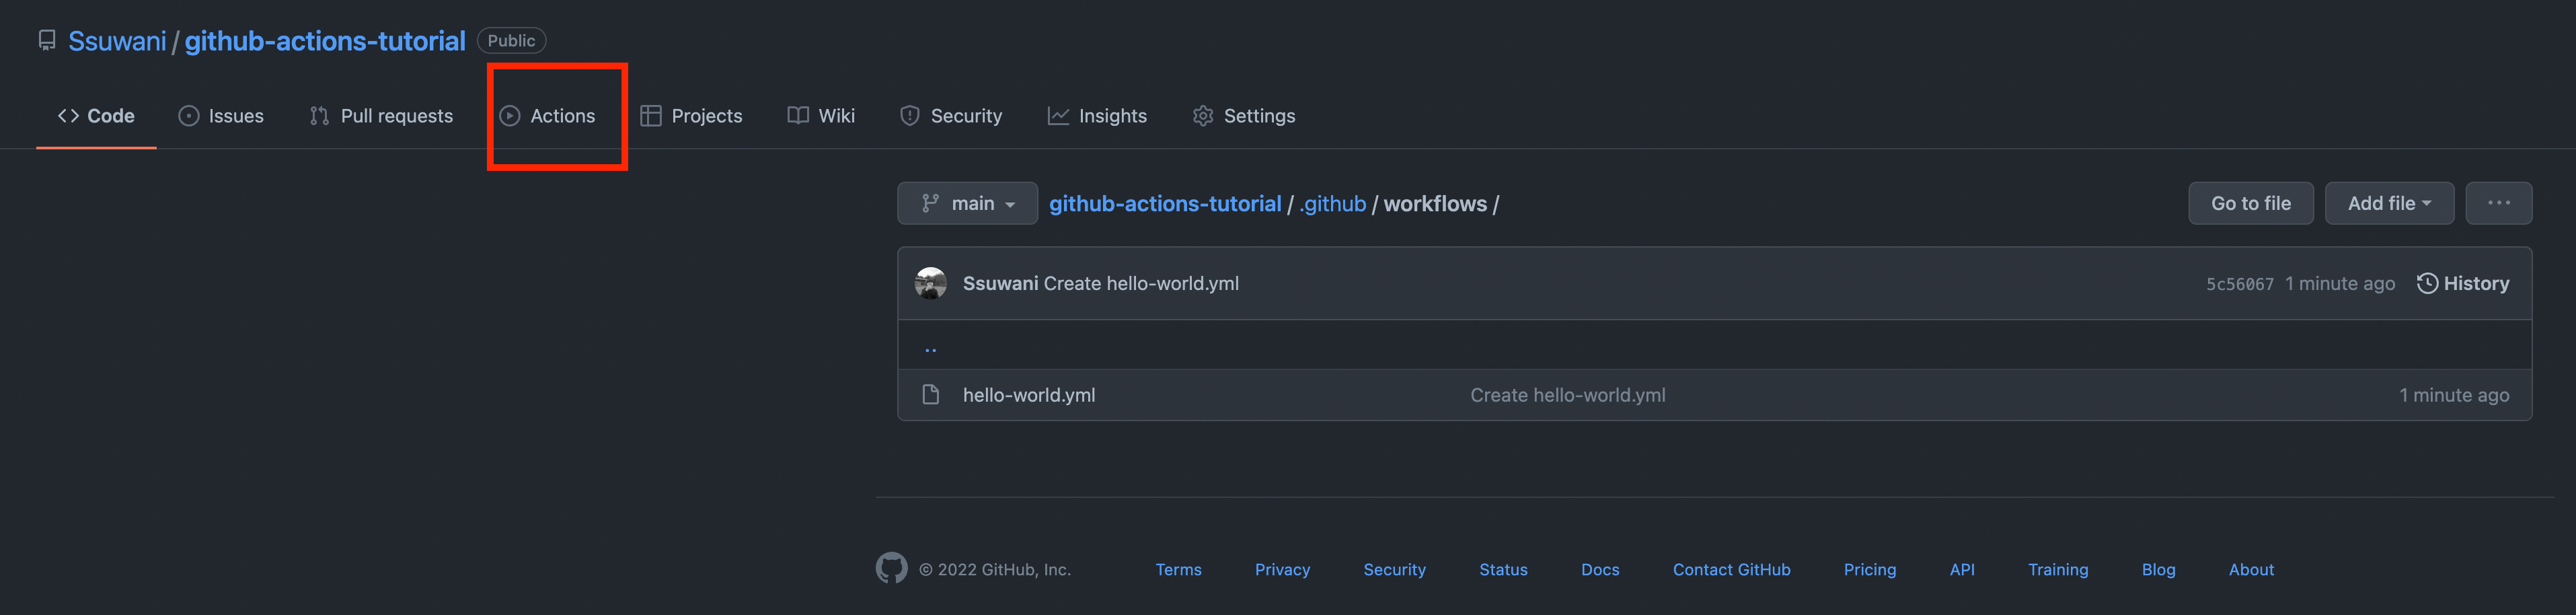 Ssuwani / github-actions-tutorial Public
Code Issues Pull requests Actions Projects Wiki Security Insights Settings
main github-actions-tutorial / .github / workflows / Go to file Add file ...
Ssuwani Create hello-world.yml 5c56067 1 minute ago History
..
hello-world.yml Create hello-world.yml 1 minute ago
© 2022 GitHub, Inc. Terms Privacy Security Status Docs Contact GitHub Pricing API Training Blog About